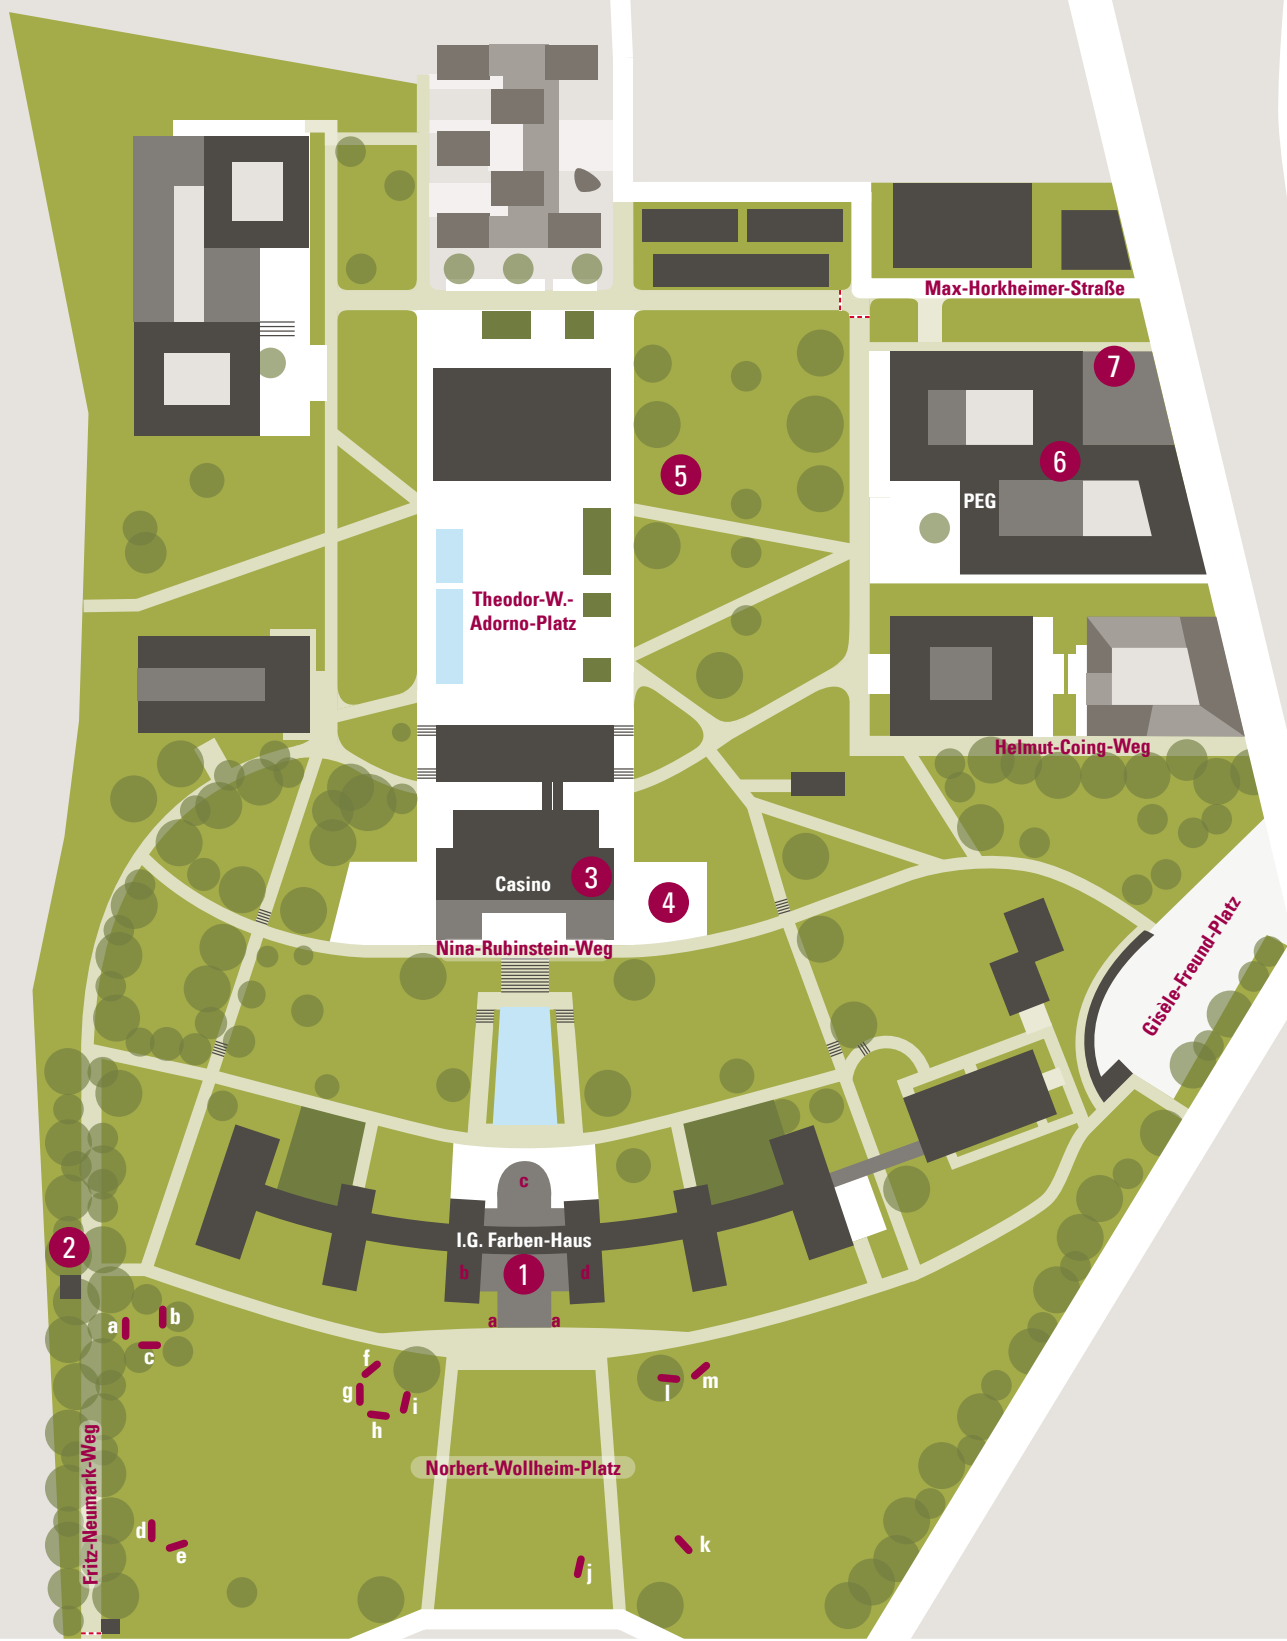 Max-Horkheimer-Straße
7
6
5
PEG
Theodor-W.-
Adorno-Platz
Helmut-Coing-Weg
3
Casino
4
Nina-Rubinstein-Weg
Gisèle-Freund-Platz
c
I.G. Farben-Haus
2
b
1
d
a
a
a
b
c
f
g
i
h
l
m
Norbert-Wollheim-Platz
Fritz-Neumark-Weg
d
e
k
j